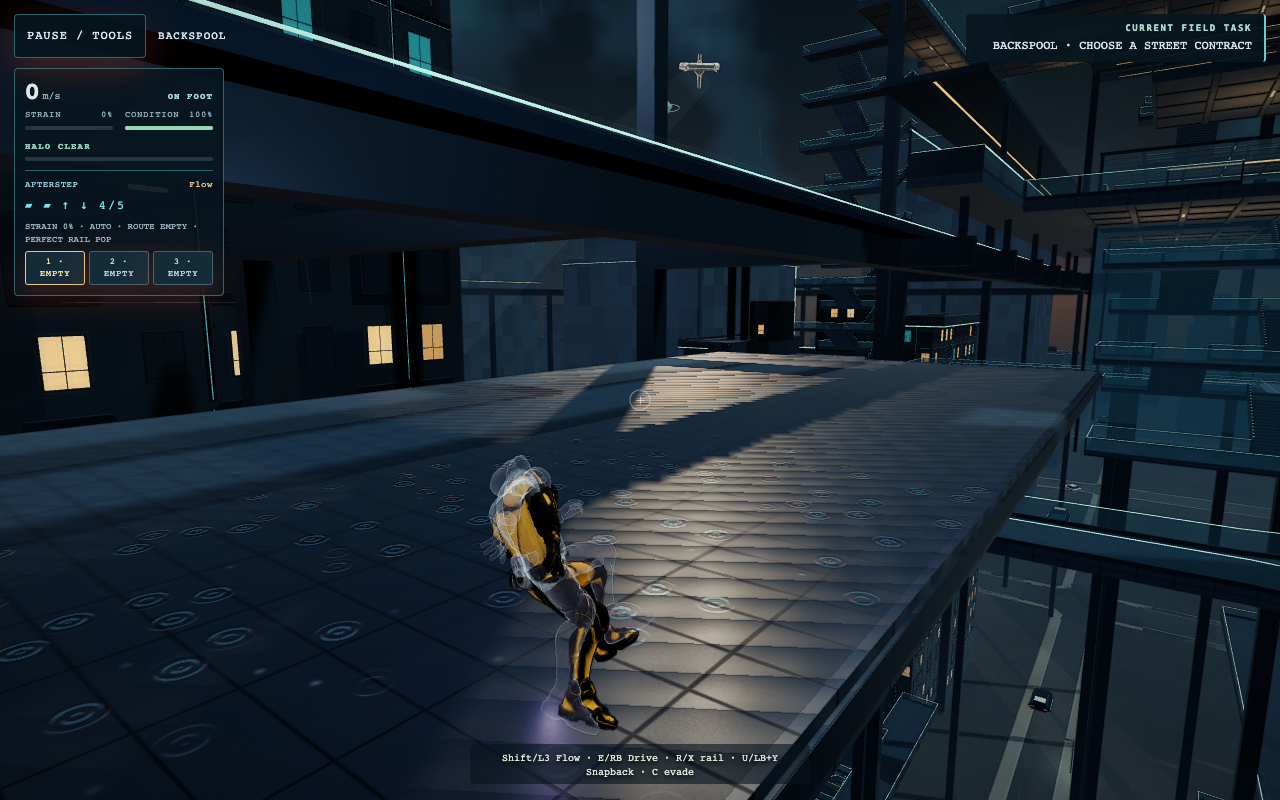 PAUSE / TOOLS
BACKSPOOL
CURRENT FIELD TASK
BACKSPOOL · CHOOSE A STREET CONTRACT
0 m/s
ON FOOT
STRAIN 0%
CONDITION 100%
HALO CLEAR
AFTERSTEP
Flow
▰ ▰ ↑ ↓ 4/5
STRAIN 0% · AUTO · ROUTE EMPTY ·
PERFECT RAIL POP
1 ·
EMPTY
2 ·
EMPTY
3 ·
EMPTY
Shift/L3 Flow · E/RB Drive · R/X rail · U/LB+Y
Snapback · C evade